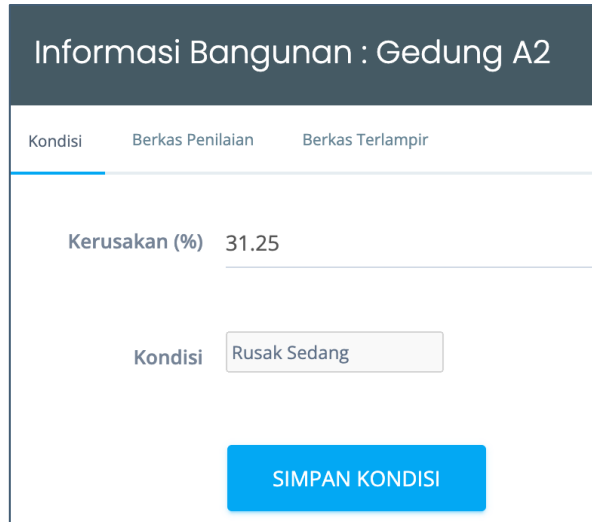 Informasi Bangunan : Gedung A2
Kondisi Berkas Penilaian Berkas Terlampir
Kerusakan (%) 31.25
Kondisi Rusak Sedang
SIMPAN KONDISI